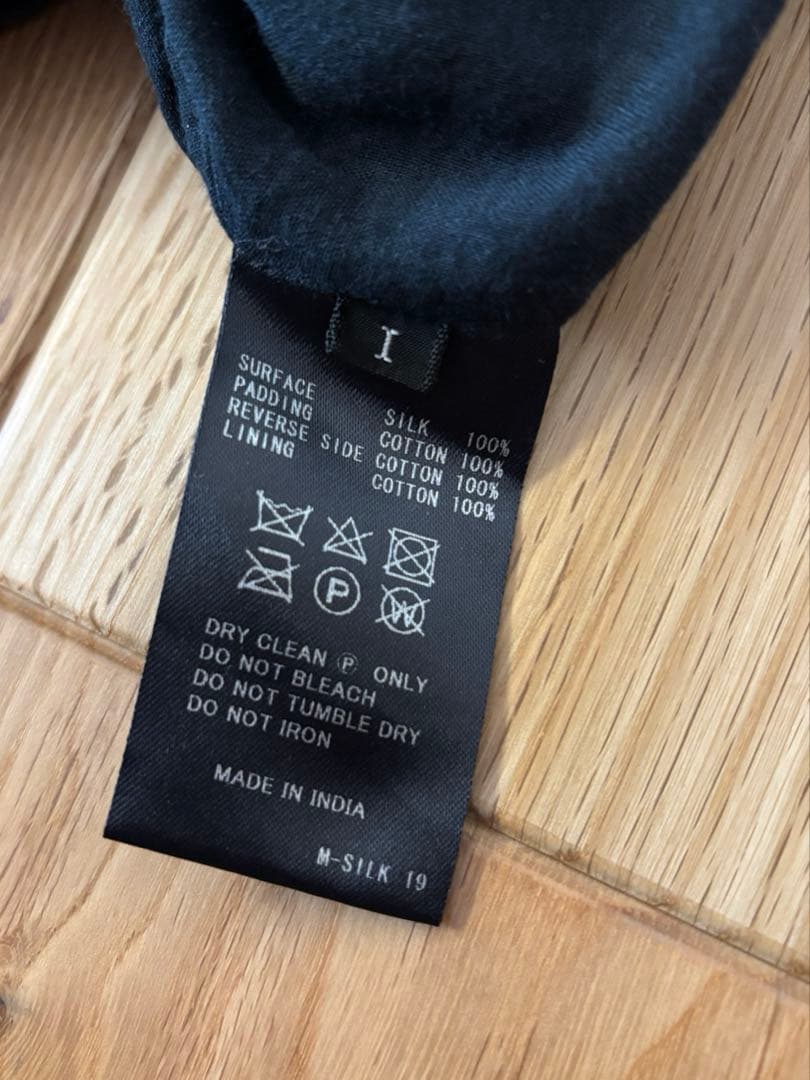 I
SURFACE SILK 100%
PADDING COTTON 100%
REVERSE SIDE COTTON 100%
LINING COTTON 100%
P
W
DRY CLEAN Ⓟ ONLY
DO NOT BLEACH
DO NOT TUMBLE DRY
DO NOT IRON
MADE IN INDIA
M-SILK 19